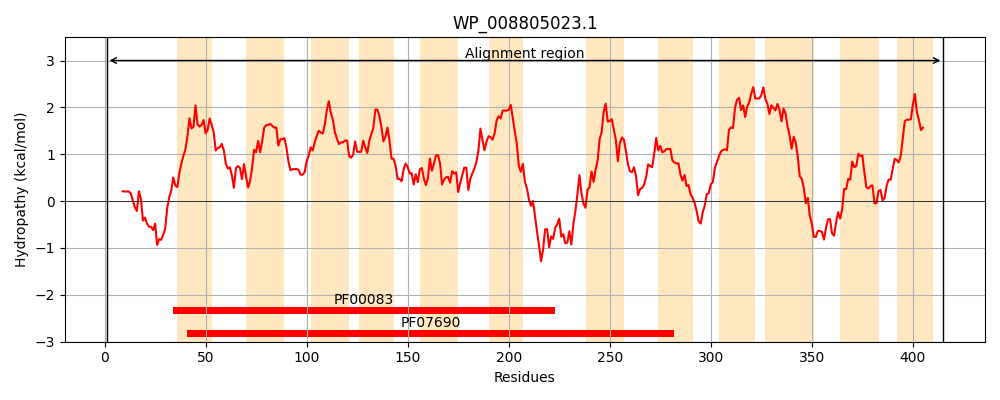 WP_008805023.1
Alignment region
Hydropathy (kcal/mol)
3
2
1
0
−1
−2
−3
PF00083
PF07690
0 50 100 150 200 250 300 350 400
Residues